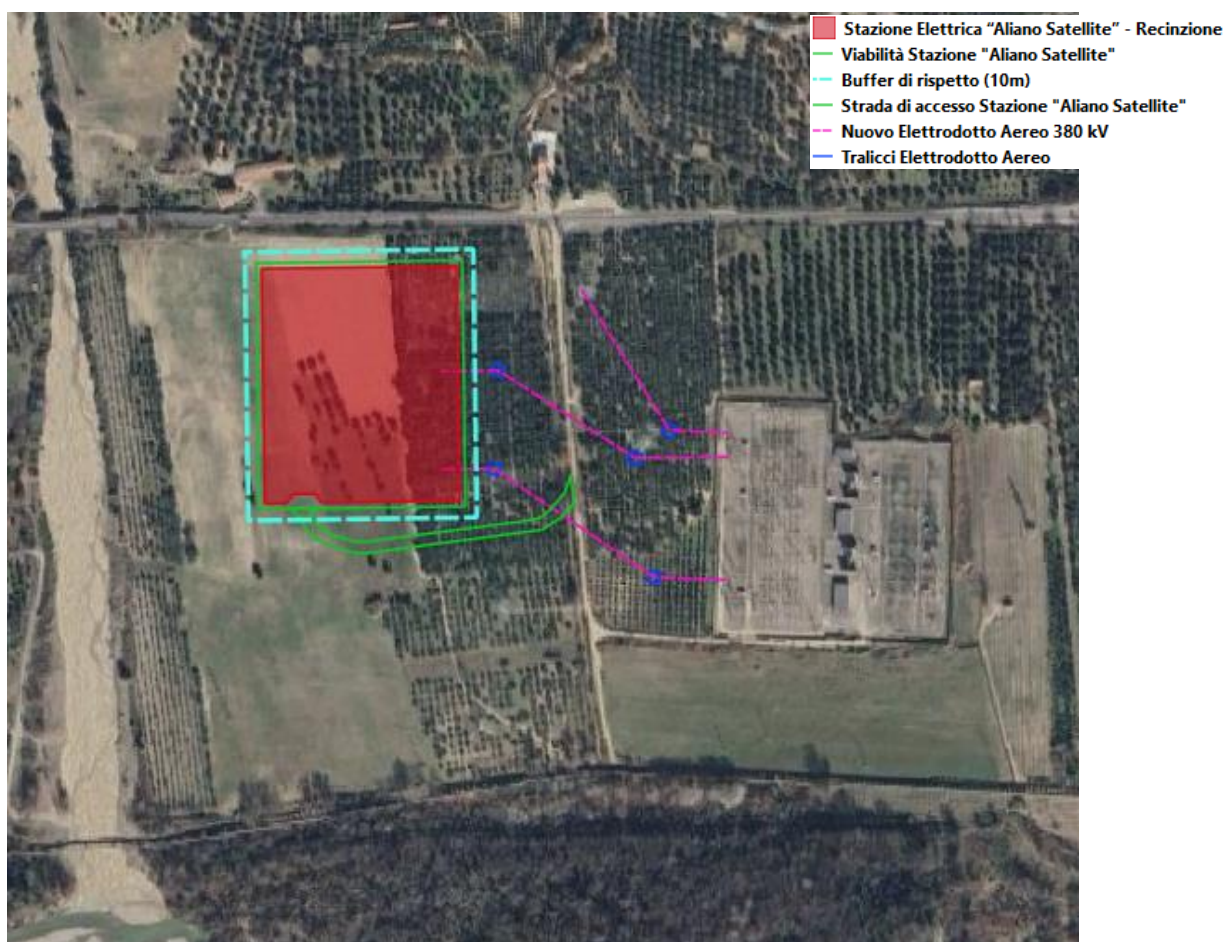 Stazione Elettrica “Aliano Satellite” - Recinzione
Viabilità Stazione "Aliano Satellite"
Buffer di rispetto (10m)
Strada di accesso Stazione "Aliano Satellite"
Nuovo Elettrodotto Aereo 380 kV
Tralicci Elettrodotto Aereo